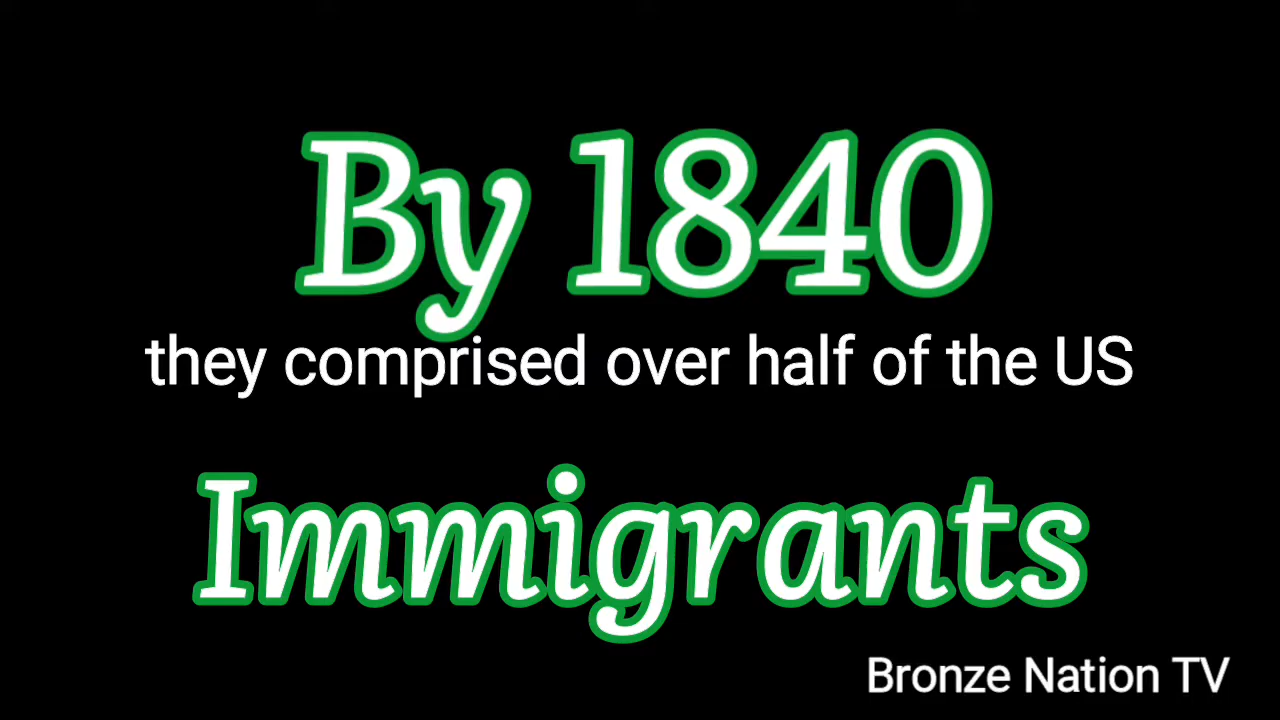 By 1840
they comprised over half of the US
Immigrants
Bronze Nation TV